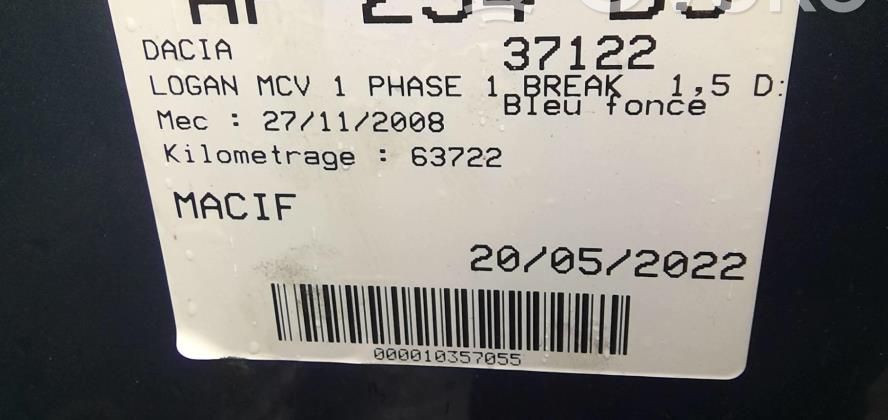 DACIA 37122
LOGAN MCV 1 PHASE 1 BREAK 1,5 D:
Bleu fonce
Mec : 27/11/2008
Kilometrage : 63722
MACIF
20/05/2022
000010357055